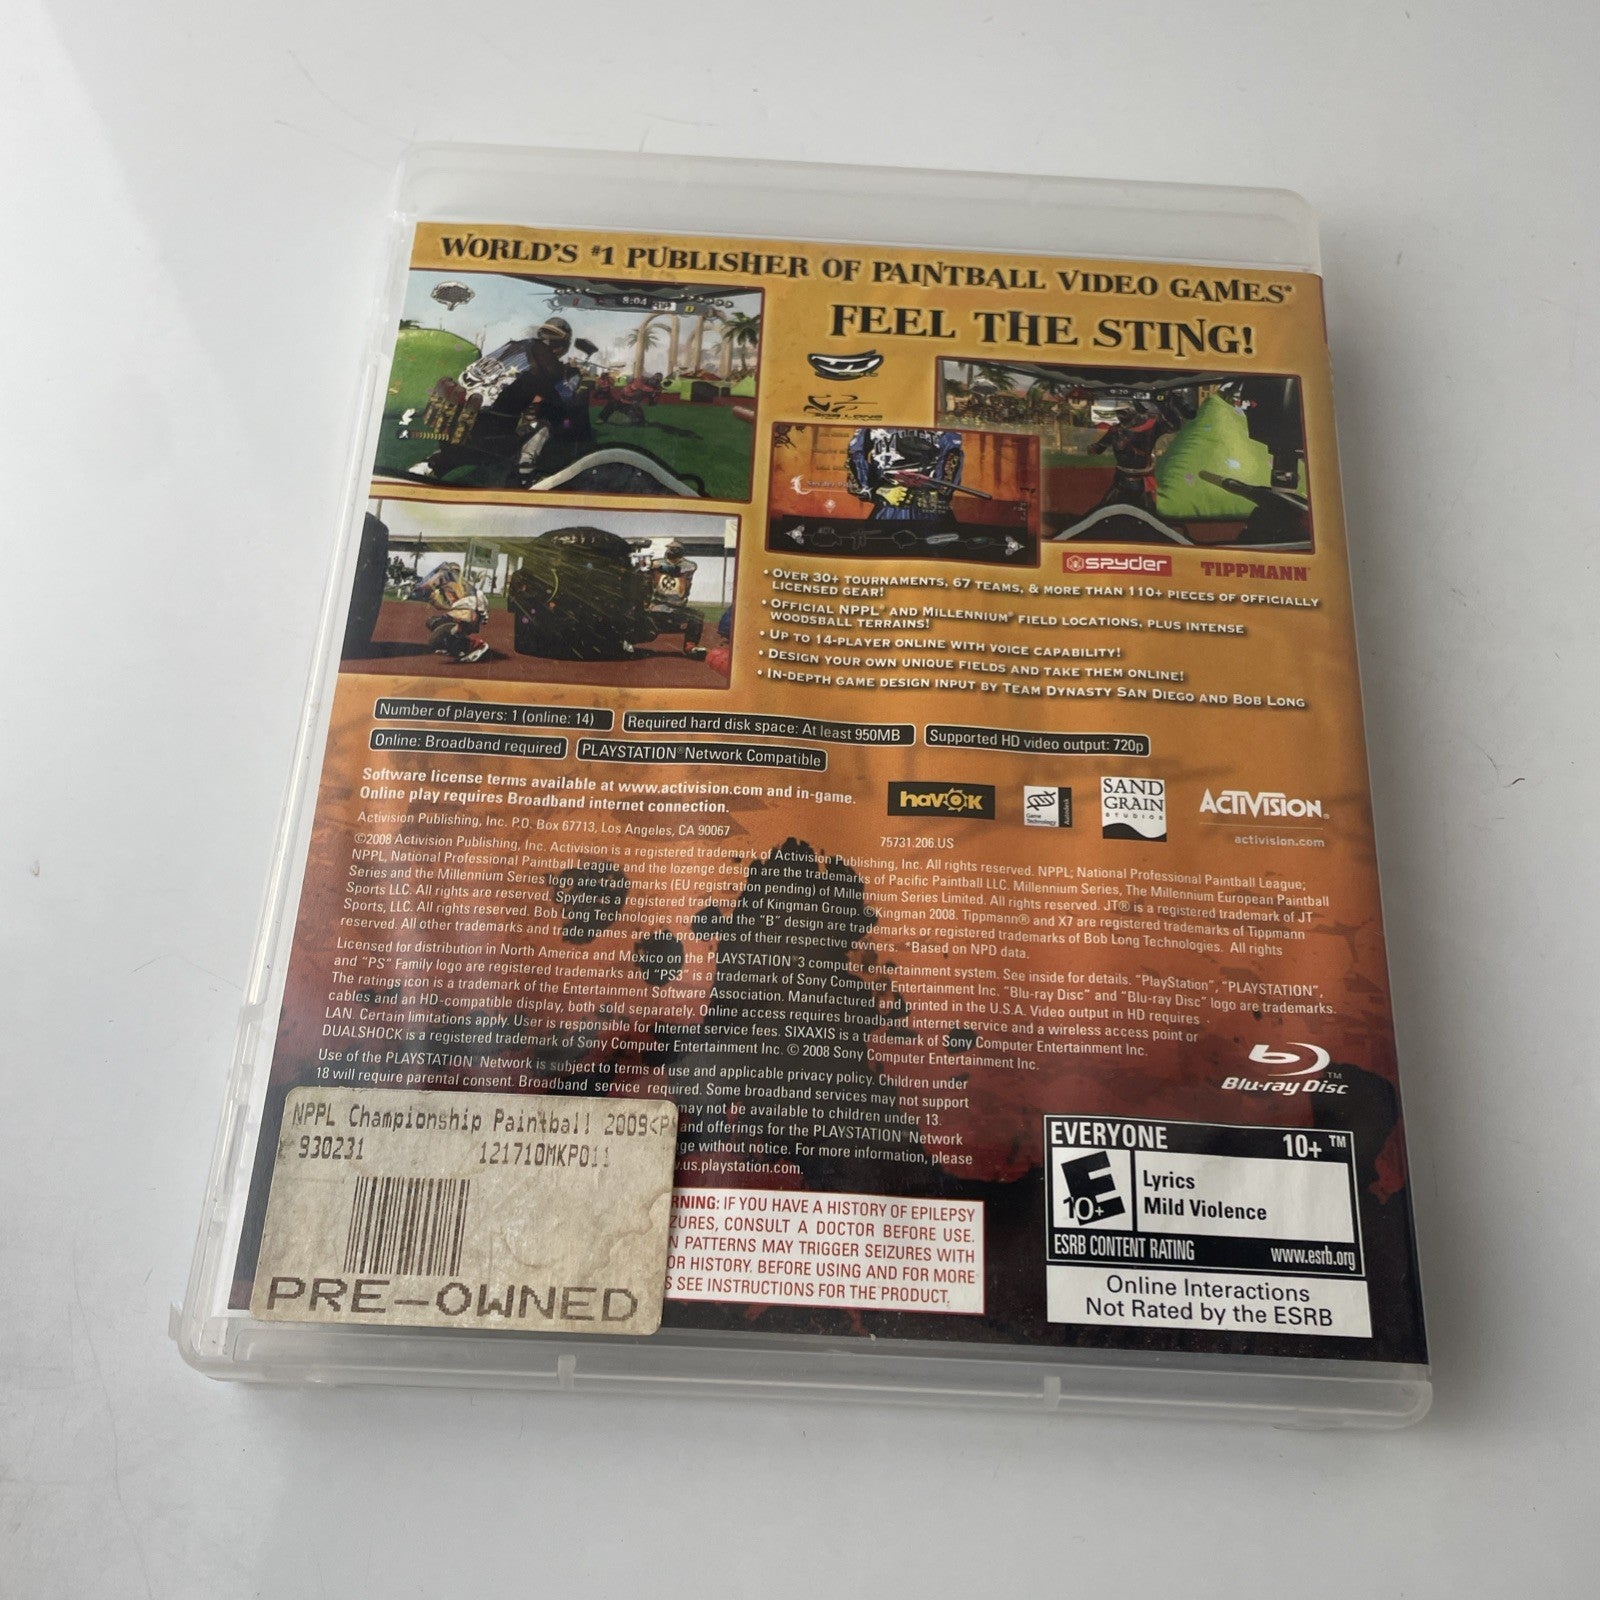 WORLD'S #1 PUBLISHER OF PAINTBALL VIDEO GAMES*
FEEL THE STING!
8:04
spyder
TIPPMANN
• OVER 30+ TOURNAMENTS, 67 TEAMS, & MORE THAN 110+ PIECES OF OFFICIALLY
LICENSED GEAR!
• OFFICIAL NPPL® AND MILLENNIUM® FIELD LOCATIONS, PLUS INTENSE
WOODSBALL TERRAINS!
• UP TO 14-PLAYER ONLINE WITH VOICE CAPABILITY!
• DESIGN YOUR OWN UNIQUE FIELDS AND TAKE THEM ONLINE!
• IN-DEPTH GAME DESIGN INPUT BY TEAM DYNASTY SAN DIEGO AND BOB LONG
Number of players: 1 (online: 14)
Required hard disk space: At least 950MB
Supported HD video output: 720p
Online: Broadband required
PLAYSTATION®Network Compatible
Software license terms available at www.activision.com and in-game.
Online play requires Broadband internet connection.
havok
Game Technology
Autodesk
SAND
GRAIN
STUDIOS
ACTIVISION®
activision.com
Activision Publishing, Inc. P.O. Box 67713, Los Angeles, CA 90067
75731.206.US
©2008 Activision Publishing, Inc. Activision is a registered trademark of Activision Publishing, Inc. All rights reserved. NPPL; National Professional Paintball League;
NPPL, National Professional Paintball League and the lozenge design are the trademarks of Pacific Paintball LLC. Millennium Series, The Millennium European Paintball
Series and the Millennium Series logo are trademarks (EU registration pending) of Millennium Series Limited. All rights reserved. JT® is a registered trademark of JT
Sports LLC. All rights are reserved. Spyder is a registered trademark of Kingman Group. ©Kingman 2008. Tippmann® and X7 are registered trademarks of Tippmann
Sports, LLC. All rights reserved. Bob Long Technologies name and the "B" design are trademarks or registered trademarks of Bob Long Technologies. All rights
reserved. All other trademarks and trade names are the properties of their respective owners. *Based on NPD data.
Licensed for distribution in North America and Mexico on the PLAYSTATION®3 computer entertainment system. See inside for details. "PlayStation", "PLAYSTATION",
and "PS" Family logo are registered trademarks and "PS3" is a trademark of Sony Computer Entertainment Inc. "Blu-ray Disc" and "Blu-ray Disc" logo are trademarks.
The ratings icon is a trademark of the Entertainment Software Association. Manufactured and printed in the U.S.A. Video output in HD requires
cables and an HD-compatible display, both sold separately. Online access requires broadband internet service and a wireless access point or
LAN. Certain limitations apply. User is responsible for Internet service fees. SIXAXIS is a trademark of Sony Computer Entertainment Inc.
DUALSHOCK is a registered trademark of Sony Computer Entertainment Inc. © 2008 Sony Computer Entertainment Inc.
Use of the PLAYSTATION®Network is subject to terms of use and applicable privacy policy. Children under
18 will require parental consent. Broadband service required. Some broadband services may not support
may not be available to children under 13.
and offerings for the PLAYSTATION®Network
ge without notice. For more information, please
us.playstation.com.
Blu-ray Disc™
NPPL Championship Paintball 2009<P
930231 121710MKP011
PRE-OWNED
RNING: IF YOU HAVE A HISTORY OF EPILEPSY
ZURES, CONSULT A DOCTOR BEFORE USE.
N PATTERNS MAY TRIGGER SEIZURES WITH
OR HISTORY. BEFORE USING AND FOR MORE
S SEE INSTRUCTIONS FOR THE PRODUCT.
EVERYONE 10+™
E 10+
Lyrics
Mild Violence
ESRB CONTENT RATING www.esrb.org
Online Interactions
Not Rated by the ESRB